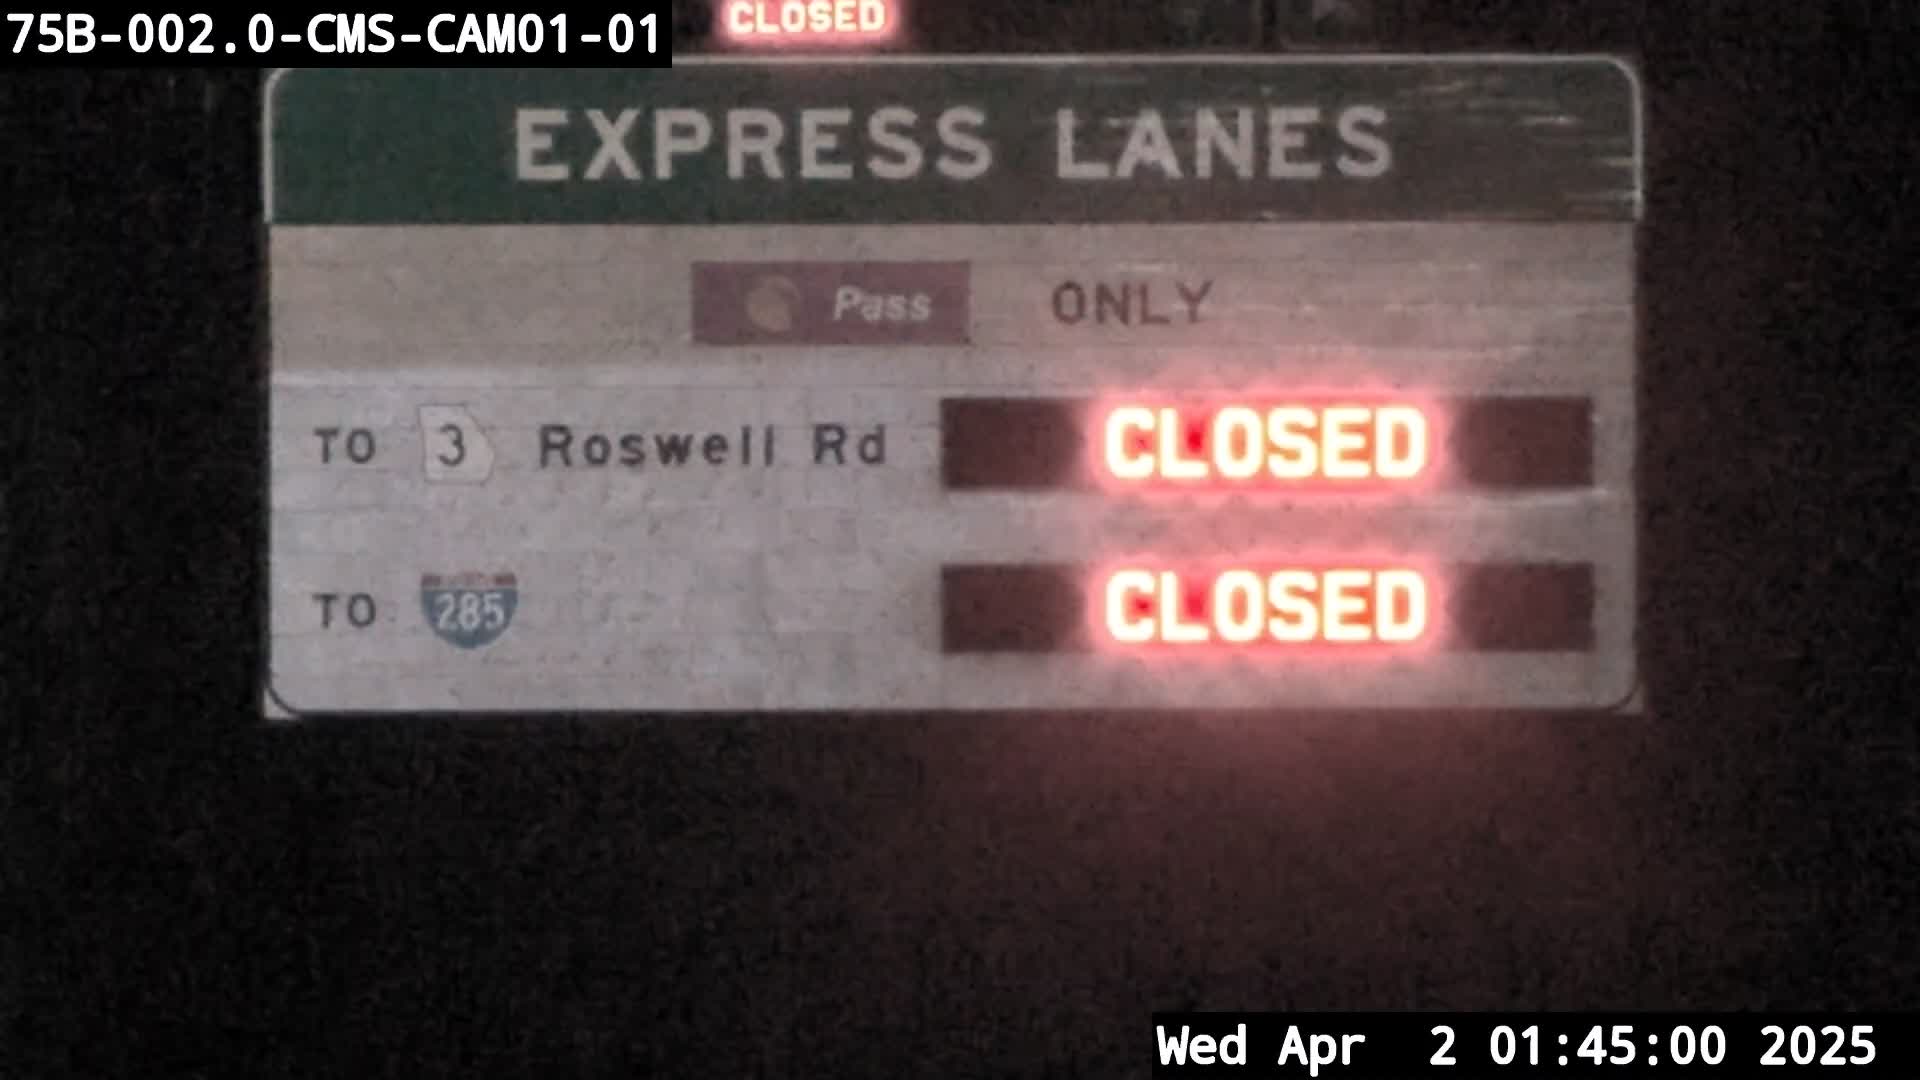 75B-002.0-CMS-CAM01-01
CLOSED
EXPRESS LANES
Pass ONLY
TO 3 Roswell Rd CLOSED
TO 285 CLOSED
Wed Apr 2 01:45:00 2025